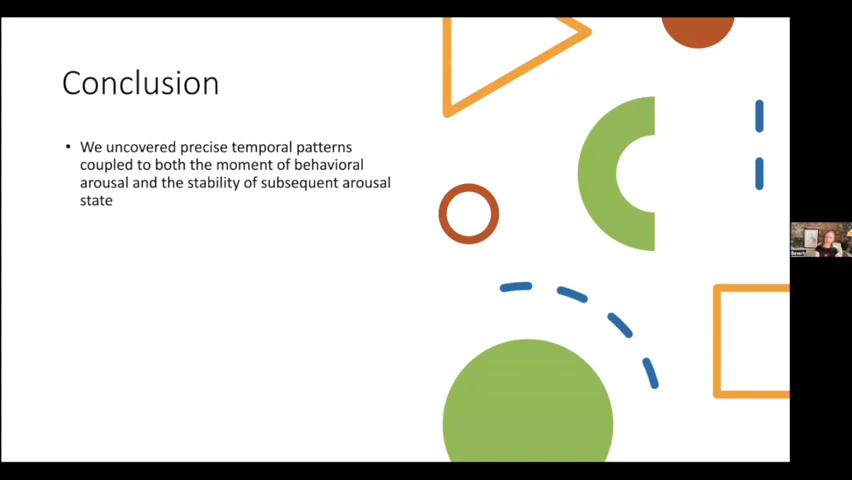 Conclusion
• We uncovered precise temporal patterns
coupled to both the moment of behavioral
arousal and the stability of subsequent arousal
state